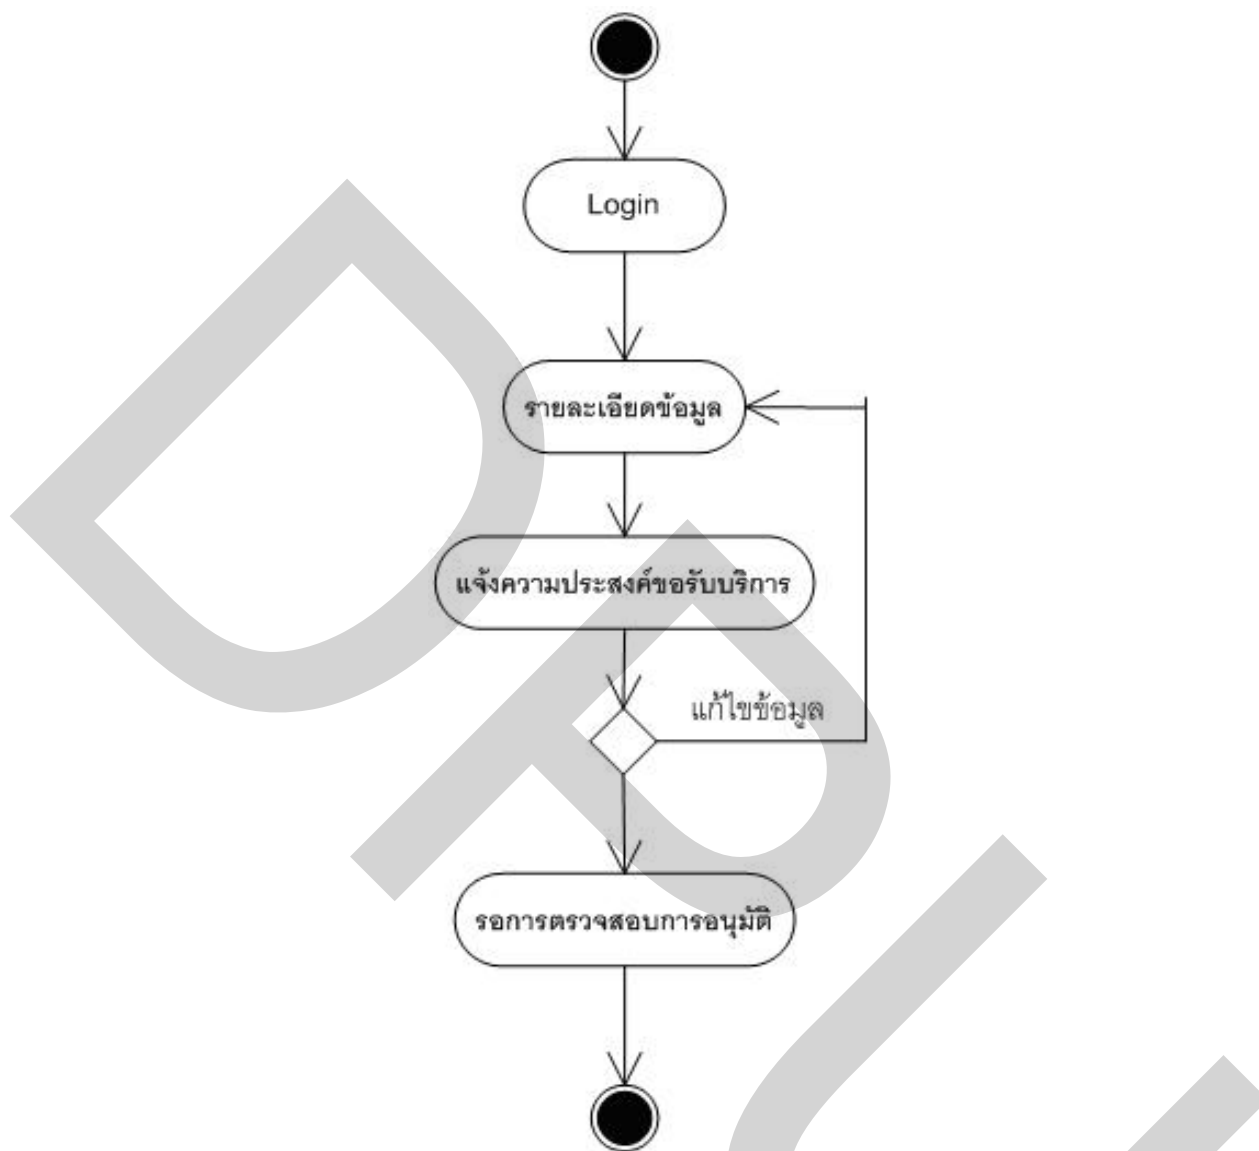 Login
รายละเอียดข้อมูล
แจ้งความประสงค์ขอรับบริการ
แก้ไขข้อมูล
รอการตรวจสอบการอนุมัติ